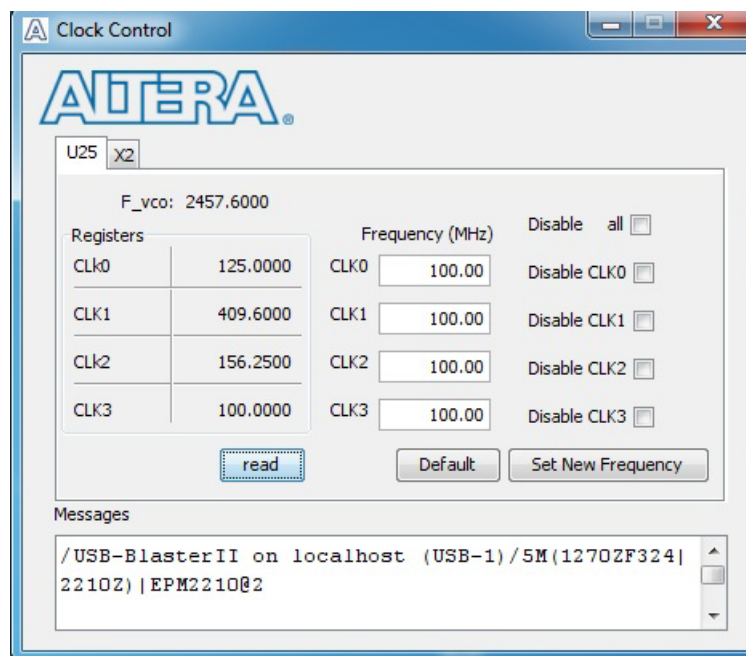 Clock Control
ALTERA®
U25 X2
F_vco: 2457.6000
Registers Frequency (MHz) Disable all
CLk0 125.0000 CLK0 100.00 Disable CLK0
CLK1 409.6000 CLK1 100.00 Disable CLK1
CLk2 156.2500 CLK2 100.00 Disable CLK2
CLK3 100.0000 CLK3 100.00 Disable CLK3
read Default Set New Frequency
Messages
/USB-BlasterII on localhost (USB-1)/5M(1270ZF324|
2210Z)|EPM2210@2